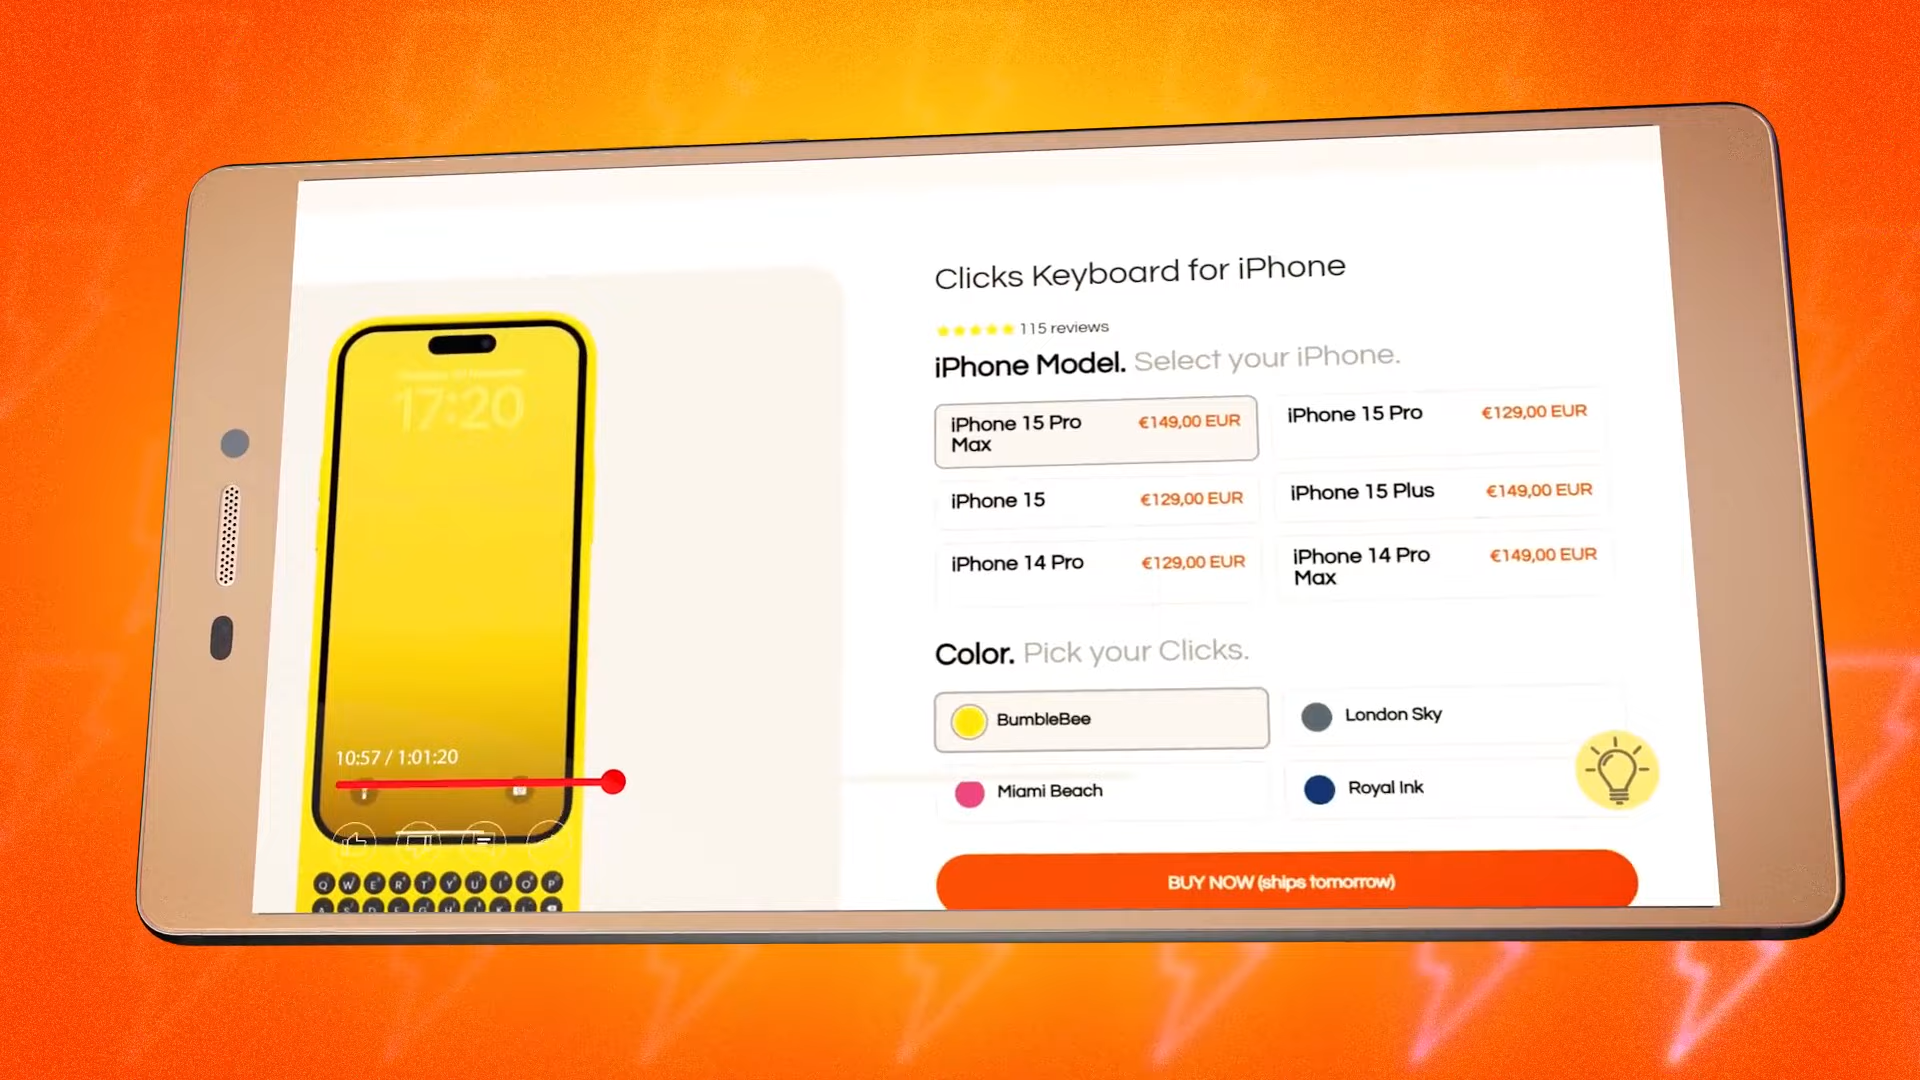 17:20
10:57 / 1:01:20
Q W E R T Y U I O P
A S D F G H J K L
Clicks Keyboard for iPhone
115 reviews
iPhone Model. Select your iPhone.
iPhone 15 Pro Max €149,00 EUR
iPhone 15 Pro €129,00 EUR
iPhone 15 €129,00 EUR
iPhone 15 Plus €149,00 EUR
iPhone 14 Pro €129,00 EUR
iPhone 14 Pro Max €149,00 EUR
Color. Pick your Clicks.
BumbleBee
London Sky
Miami Beach
Royal Ink
BUY NOW (ships tomorrow)